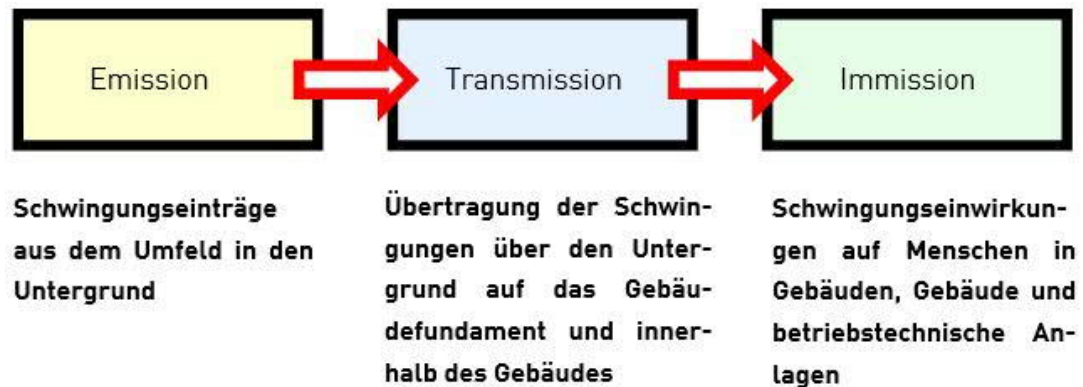 Emission
Transmission
Immission
Schwingungseinträge
aus dem Umfeld in den
Untergrund
Übertragung der Schwin-
gungen über den Unter-
grund auf das Gebäu-
defundament und inner-
halb des Gebäudes
Schwingungseinwirkun-
gen auf Menschen in
Gebäuden, Gebäude und
betriebstechnische An-
lagen